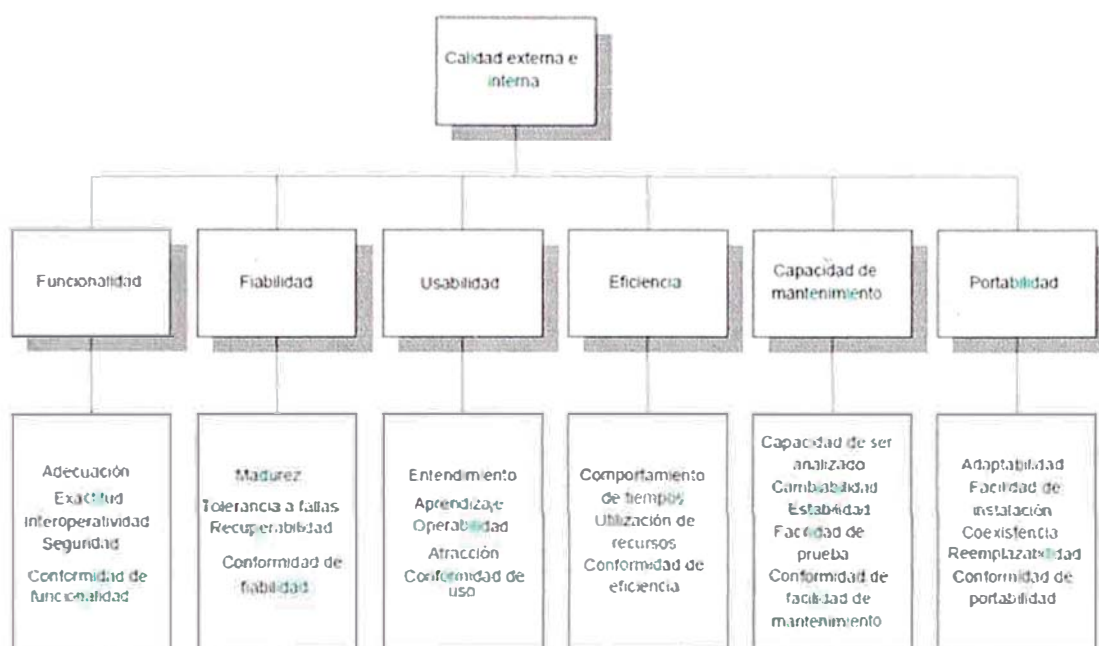 Calidad externa e
interna
Funcionalidad
Fiabilidad
Usabilidad
Eficiencia
Capacidad de
mantenimiento
Portabilidad
Adecuación
Exactitud
Interoperatividad
Seguridad
Conformidad de
funcionalidad
Madurez
Tolerancia a fallas
Recuperabilidad
Conformidad de
fiabilidad
Entendimiento
Aprendizaje
Operabilidad
Atracción
Conformidad de
uso
Comportamiento
de tiempos
Utilización de
recursos
Conformidad de
eficiencia
Capacidad de ser
analizado
Cambiabilidad
Estabilidad
Facilidad de
prueba
Conformidad de
facilidad de
mantenimiento
Adaptabilidad
Facilidad de
instalación
Coexistencia
Reemplazabilidad
Conformidad de
portabilidad